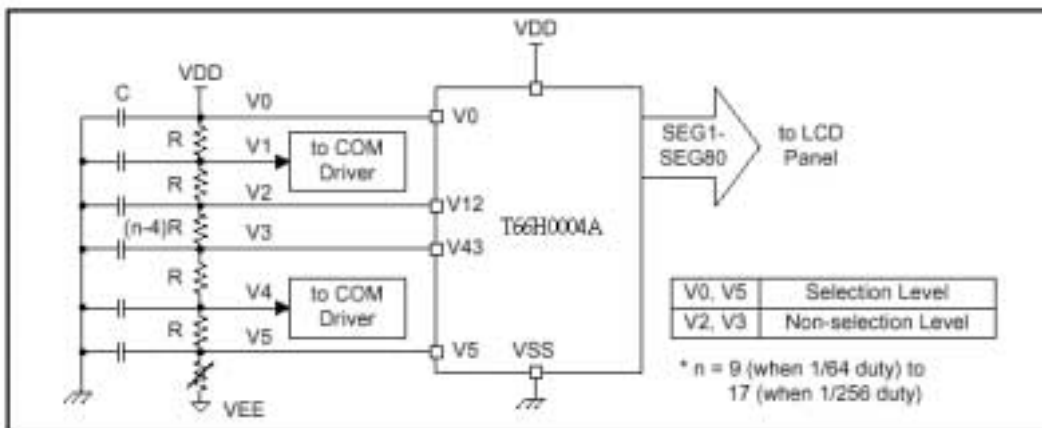 VDD
VDD
C
V0
V0
R
V1
to COM
Driver
SEG1-
SEG80
to LCD
Panel
R
V2
V12
(n-4)R
V3
V43
T66H0004A
R
V4
to COM
Driver
V0, V5 Selection Level
V2, V3 Non-selection Level
R
V5
V5
VSS
* n = 9 (when 1/64 duty) to
17 (when 1/256 duty)
VEE